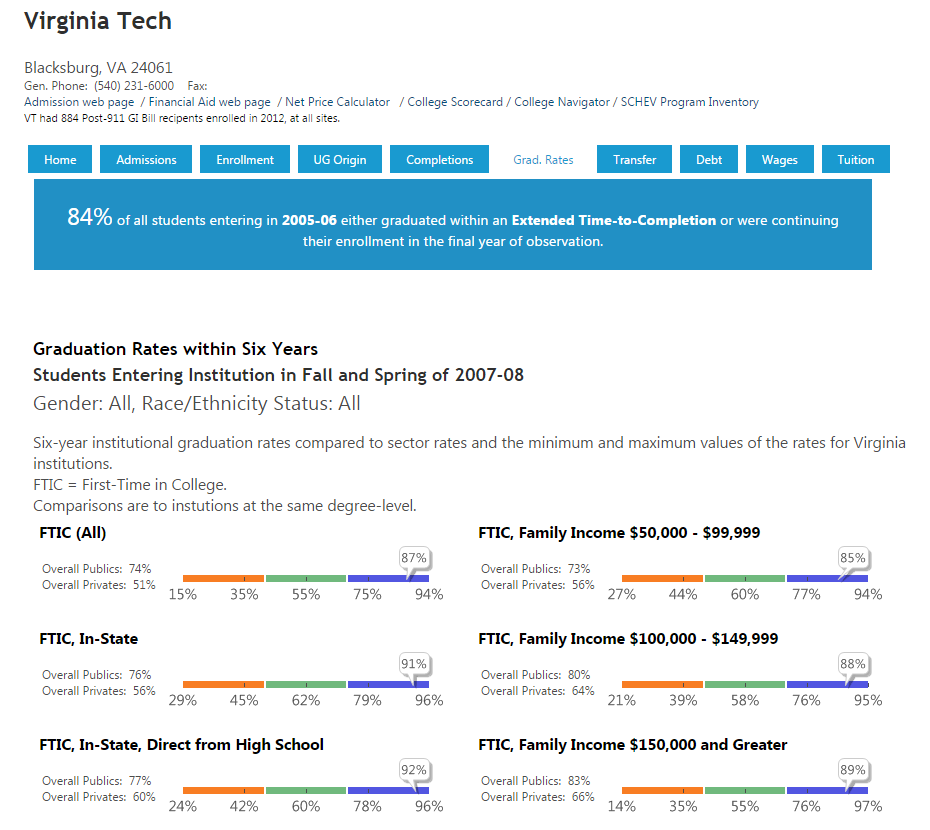 Virginia Tech
Blacksburg, VA 24061
Gen. Phone: (540) 231-6000 Fax:
Admission web page / Financial Aid web page / Net Price Calculator / College Scorecard / College Navigator / SCHEV Program Inventory
VT had 884 Post-911 GI Bill recipents enrolled in 2012, at all sites.
Home Admissions Enrollment UG Origin Completions Grad. Rates Transfer Debt Wages Tuition
84% of all students entering in 2005-06 either graduated within an Extended Time-to-Completion or were continuing
their enrollment in the final year of observation.
Graduation Rates within Six Years
Students Entering Institution in Fall and Spring of 2007-08
Gender: All, Race/Ethnicity Status: All
Six-year institutional graduation rates compared to sector rates and the minimum and maximum values of the rates for Virginia
institutions.
FTIC = First-Time in College.
Comparisons are to instutions at the same degree-level.
FTIC (All)
87%
Overall Publics: 74%
Overall Privates: 51%
15% 35% 55% 75% 94%
FTIC, Family Income $50,000 - $99,999
85%
Overall Publics: 73%
Overall Privates: 56%
27% 44% 60% 77% 94%
FTIC, In-State
91%
Overall Publics: 76%
Overall Privates: 56%
29% 45% 62% 79% 96%
FTIC, Family Income $100,000 - $149,999
88%
Overall Publics: 80%
Overall Privates: 64%
21% 39% 58% 76% 95%
FTIC, In-State, Direct from High School
92%
Overall Publics: 77%
Overall Privates: 60%
24% 42% 60% 78% 96%
FTIC, Family Income $150,000 and Greater
89%
Overall Publics: 83%
Overall Privates: 66%
14% 35% 55% 76% 97%